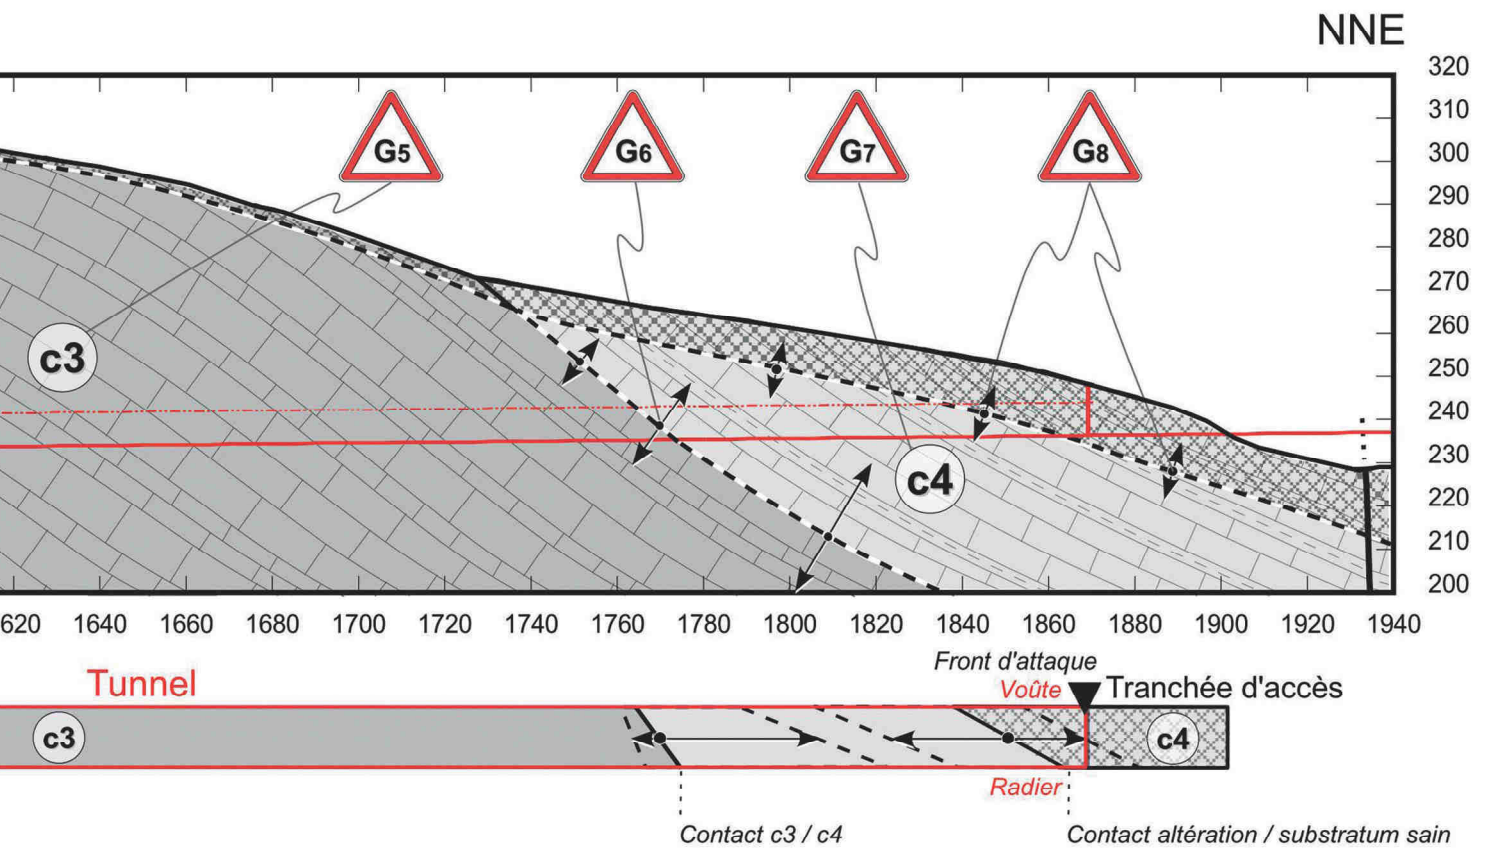 NNE
320
310
300
290
280
270
260
250
240
230
220
210
200
G5
G6
G7
G8
c3
c4
620 1640 1660 1680 1700 1720 1740 1760 1780 1800 1820 1840 1860 1880 1900 1920 1940
Front d'attaque
Tunnel
Voûte
Tranchée d'accès
c3
c4
Radier
Contact c3 / c4
Contact altération / substratum sain